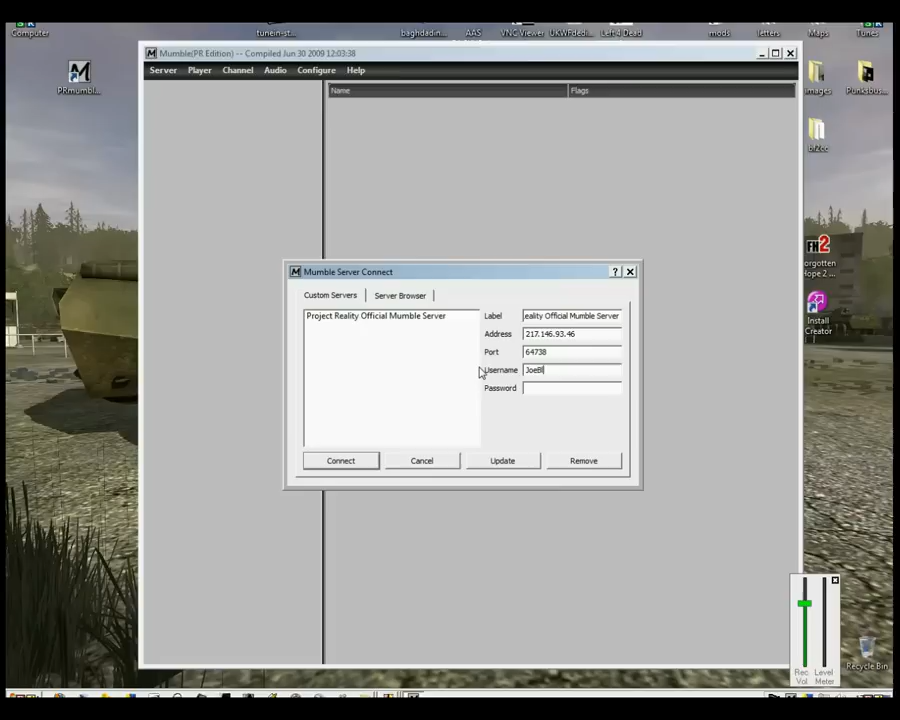 Computer
tunein-st...
baghdadin...
AAS
VNC Viewer
UKWFdedi...
Left 4 Dead
mods
letters
Maps
iTunes
Mumble(PR Edition) -- Compiled Jun 30 2009 12:03:38
Server Player Channel Audio Configure Help
Name Flags
PRmumbl...
images
Punksbus...
bf2cc
Mumble Server Connect
Custom Servers Server Browser
Project Reality Official Mumble Server
Label eality Official Mumble Server
Address 217.146.93.46
Port 64738
Username JoeBl
Password
Connect Cancel Update Remove
FH2
orgotten
Hope 2 ...
Install
Creator
Rec Vol
Level Meter
Recycle Bin